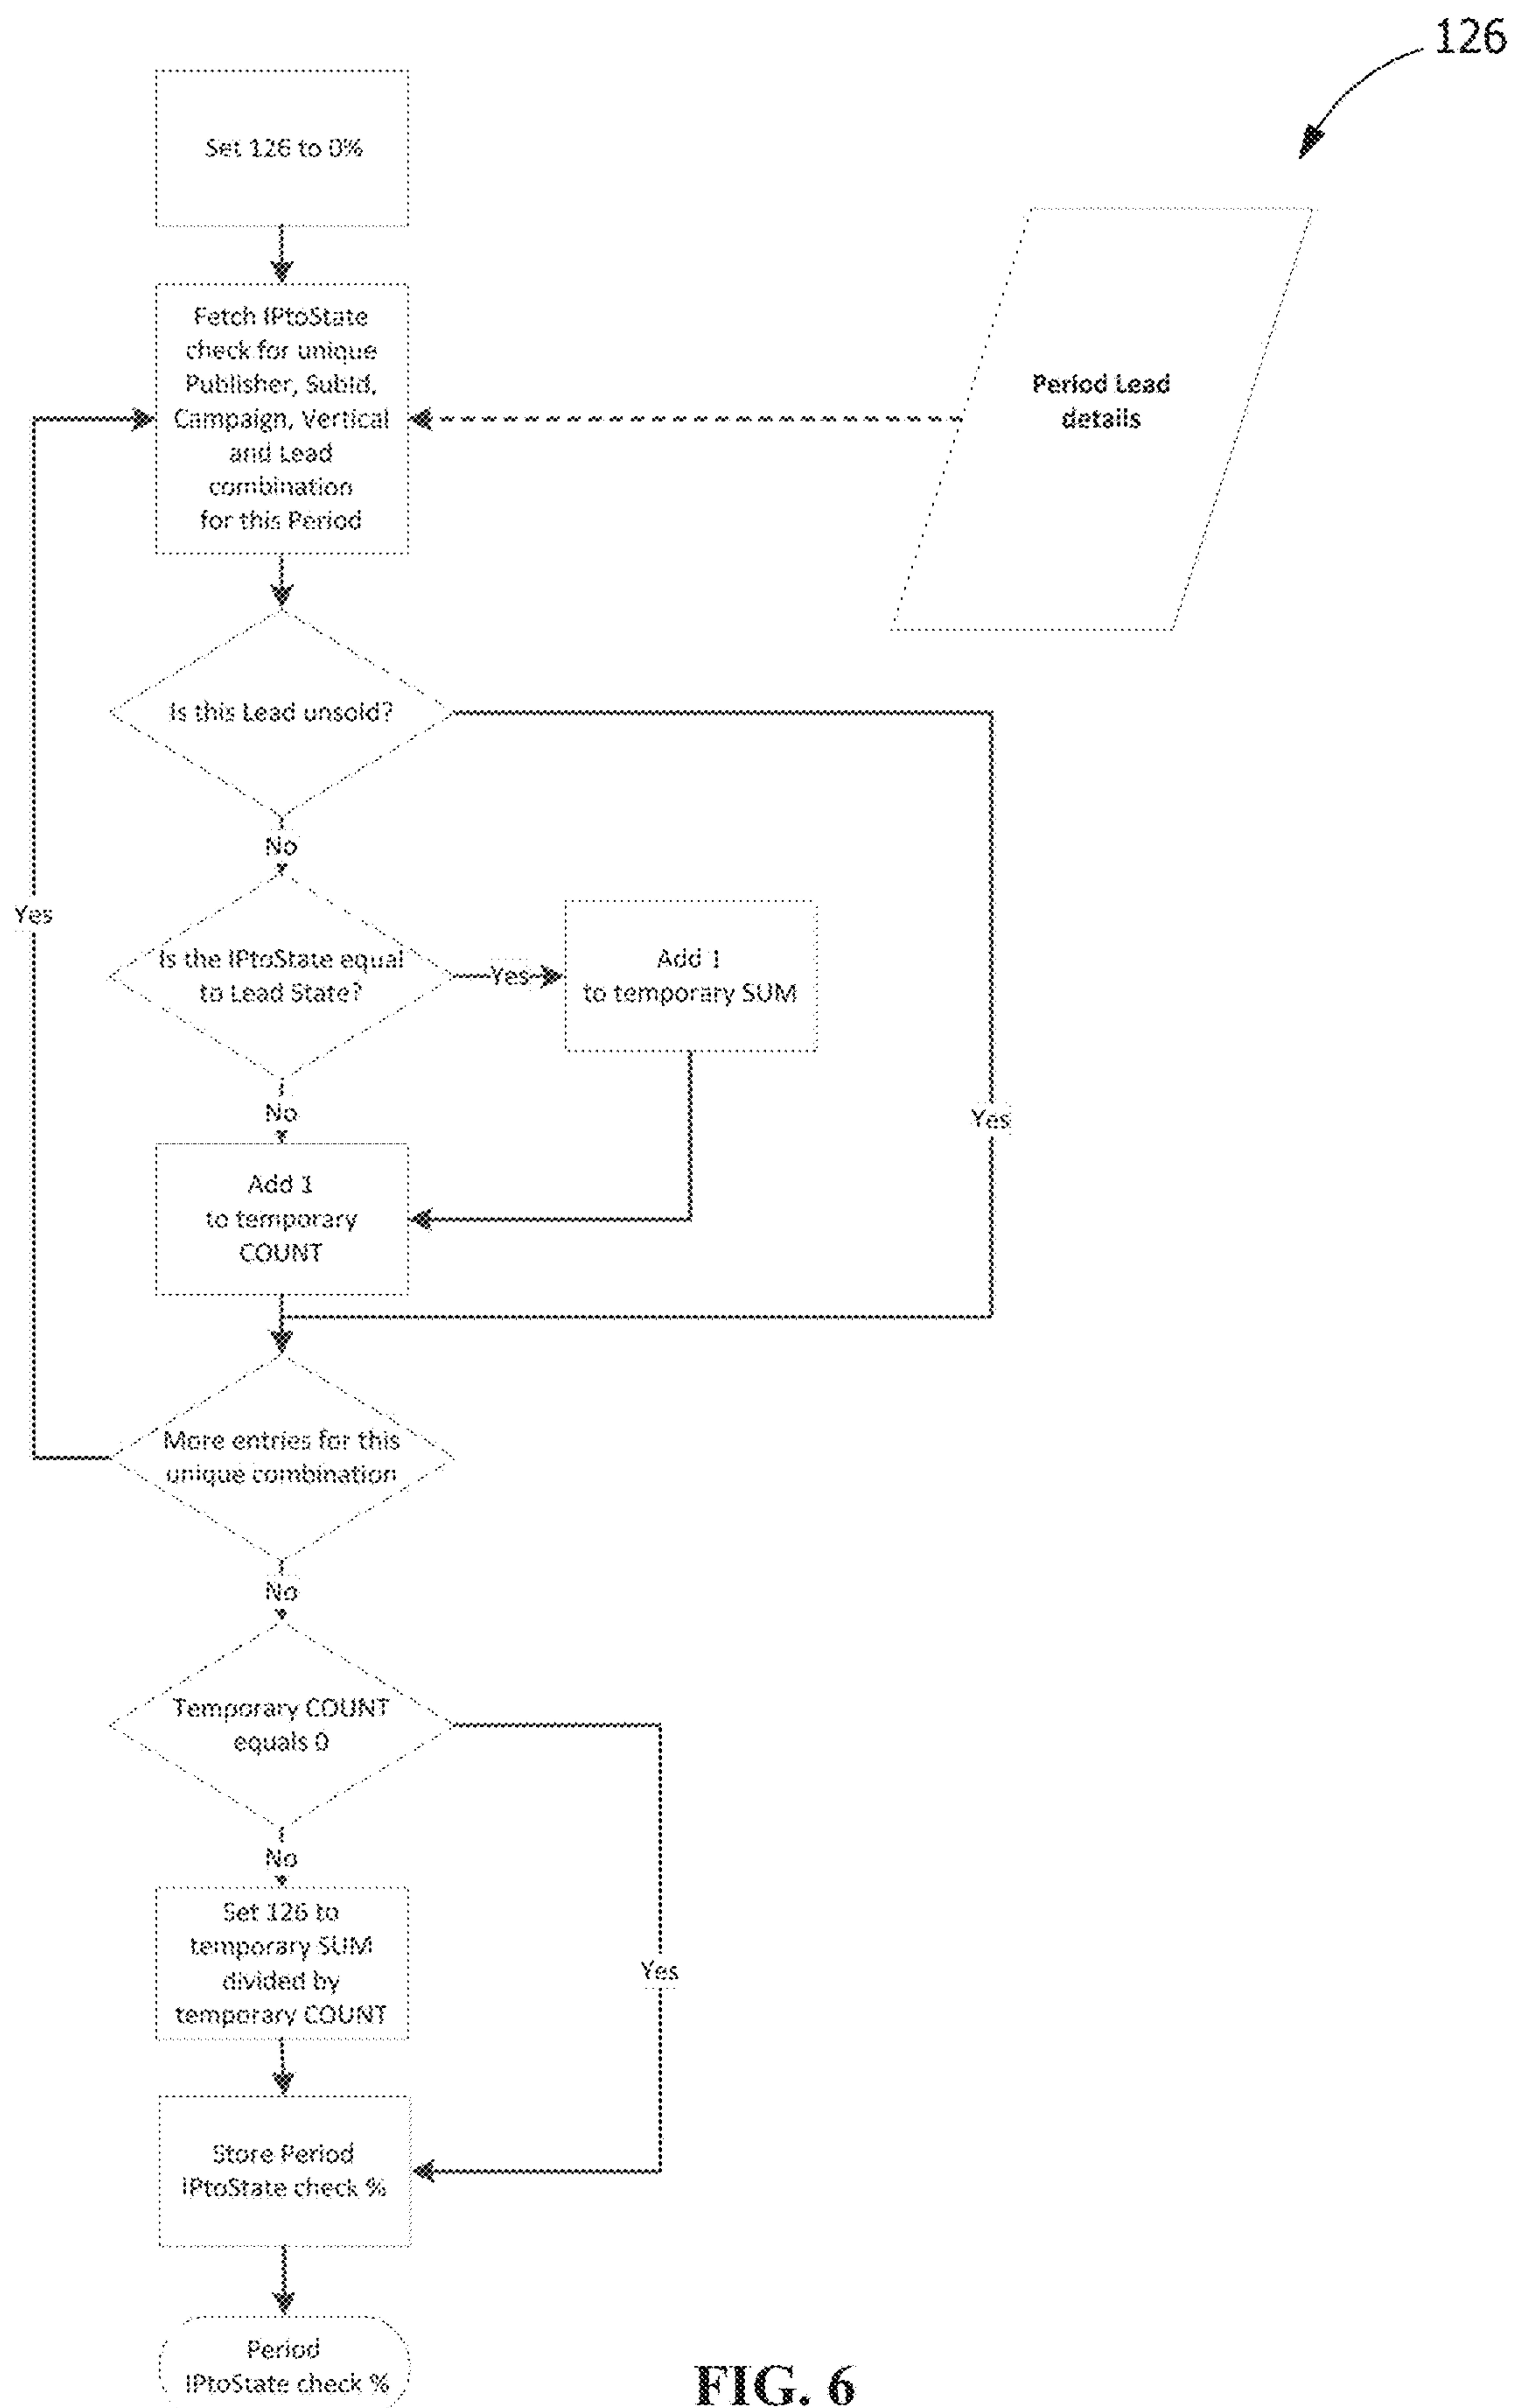 126
Set 126 to 0%
Fetch IPtoState
check for unique
Publisher, SubId,
Campaign, Vertical
and Lead
combination
for this Period
Period Lead
details
Is this Lead unsold?
No
Yes
Is the IPtoState equal
to Lead State?
Yes
Add 1
to temporary SUM
No
Yes
Add 1
to temporary
COUNT
More entries for this
unique combination
No
Temporary COUNT
equals 0
No
Set 126 to
temporary SUM
divided by
temporary COUNT
Yes
Store Period
IPtoState check %
Period
IPtoState check %
FIG. 6